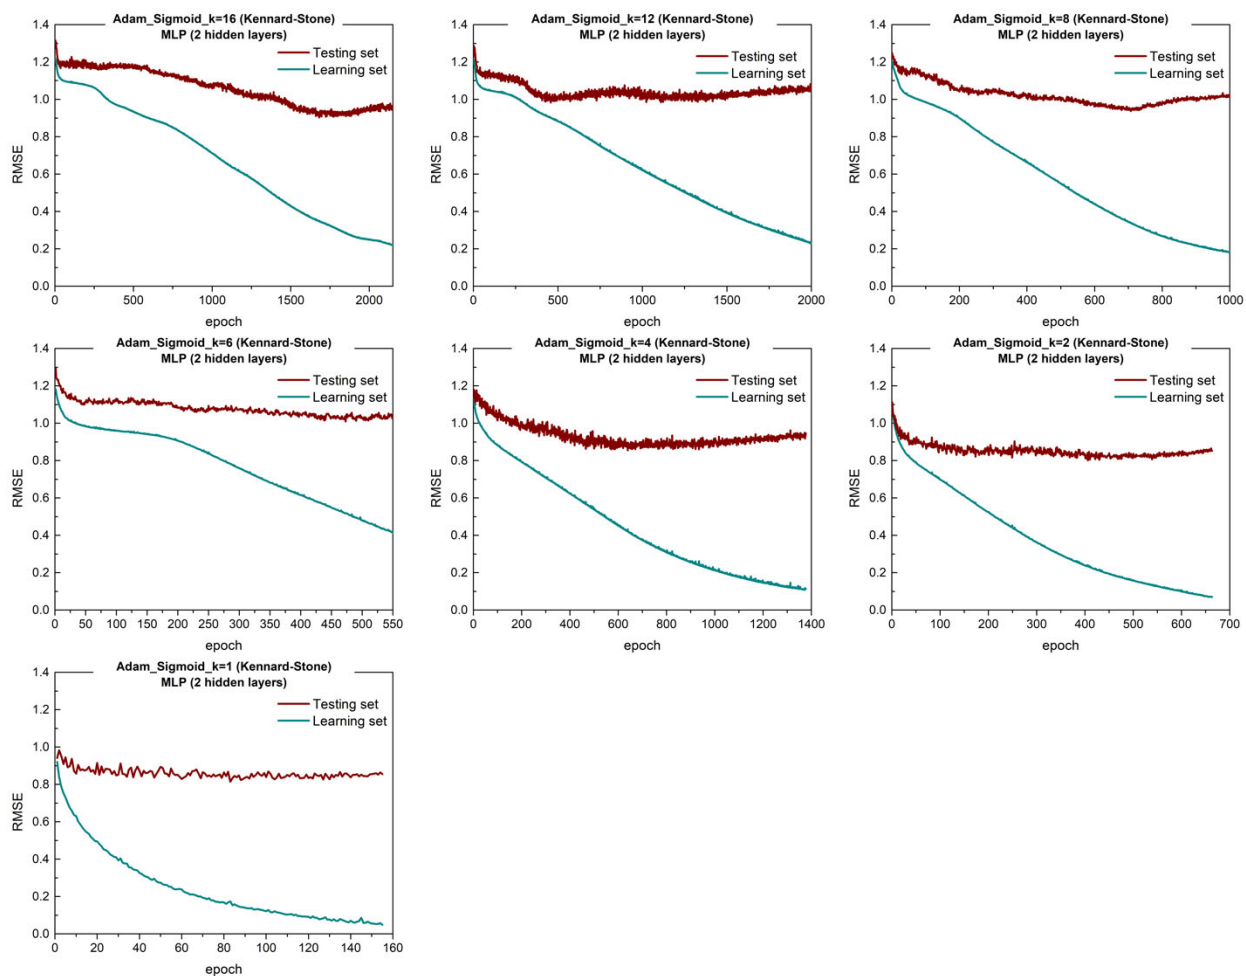 Adam_Sigmoid_k=16 (Kennard-Stone)
MLP (2 hidden layers)
Testing set
Learning set
RMSE
1.4
1.2
1.0
0.8
0.6
0.4
0.2
0.0
0 500 1000 1500 2000
epoch
Adam_Sigmoid_k=12 (Kennard-Stone)
MLP (2 hidden layers)
Testing set
Learning set
RMSE
1.4
1.2
1.0
0.8
0.6
0.4
0.2
0.0
0 500 1000 1500 2000
epoch
Adam_Sigmoid_k=8 (Kennard-Stone)
MLP (2 hidden layers)
Testing set
Learning set
RMSE
1.4
1.2
1.0
0.8
0.6
0.4
0.2
0.0
0 200 400 600 800 1000
epoch
Adam_Sigmoid_k=6 (Kennard-Stone)
MLP (2 hidden layers)
Testing set
Learning set
RMSE
1.4
1.2
1.0
0.8
0.6
0.4
0.2
0.0
0 50 100 150 200 250 300 350 400 450 500 550
epoch
Adam_Sigmoid_k=4 (Kennard-Stone)
MLP (2 hidden layers)
Testing set
Learning set
RMSE
1.4
1.2
1.0
0.8
0.6
0.4
0.2
0.0
0 200 400 600 800 1000 1200 1400
epoch
Adam_Sigmoid_k=2 (Kennard-Stone)
MLP (2 hidden layers)
Testing set
Learning set
RMSE
1.4
1.2
1.0
0.8
0.6
0.4
0.2
0.0
0 100 200 300 400 500 600 700
epoch
Adam_Sigmoid_k=1 (Kennard-Stone)
MLP (2 hidden layers)
Testing set
Learning set
RMSE
1.4
1.2
1.0
0.8
0.6
0.4
0.2
0.0
0 20 40 60 80 100 120 140 160
epoch